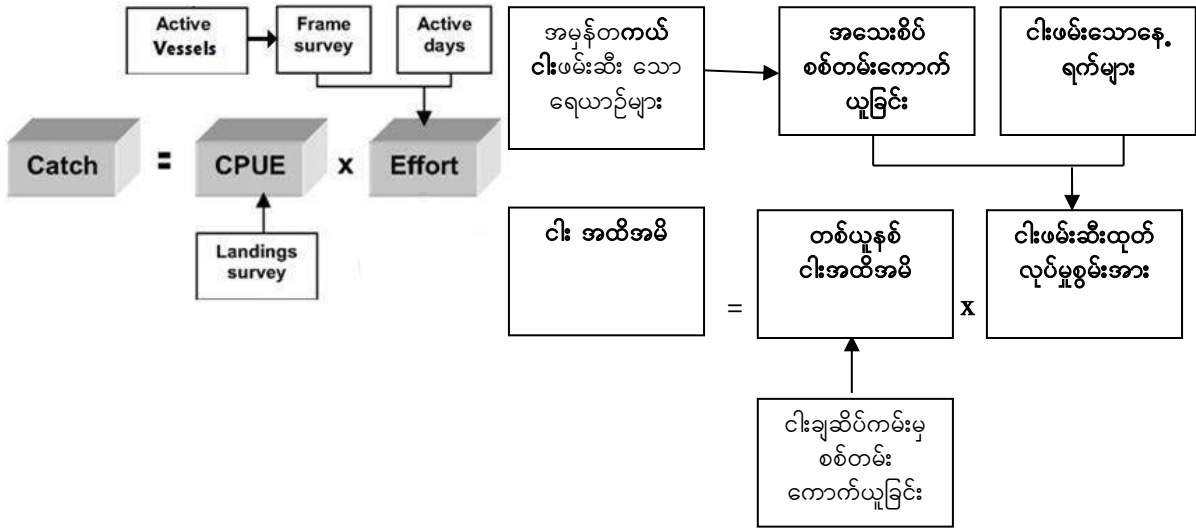 Active
Vessels
Frame
survey
Active
days
Catch
=
CPUE
x
Effort
Landings
survey
အမှန်တကယ်
ငါးဖမ်းဆီး သော
ရေယာဉ်များ
အသေးစိပ်
စစ်တမ်းကောက်
ယူခြင်း
ငါးဖမ်းသောနေ့
ရက်များ
ငါး အထိအမိ
=
တစ်ယူနစ်
ငါးအထိအမိ
x
ငါးဖမ်းဆီးထုတ်
လုပ်မှုစွမ်းအား
ငါးချဆိပ်ကမ်းမှ
စစ်တမ်း
ကောက်ယူခြင်း